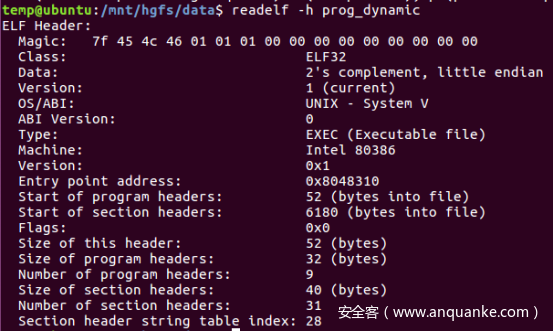 temp@ubuntu:/mnt/hgfs/data$ readelf -h prog_dynamic
ELF Header:
Magic: 7f 45 4c 46 01 01 01 00 00 00 00 00 00 00 00 00
Class: ELF32
Data: 2's complement, little endian
Version: 1 (current)
OS/ABI: UNIX - System V
ABI Version: 0
Type: EXEC (Executable file)
Machine: Intel 80386
Version: 0x1
Entry point address: 0x8048310
Start of program headers: 52 (bytes into file)
Start of section headers: 6180 (bytes into file)
Flags: 0x0
Size of this header: 52 (bytes)
Size of program headers: 32 (bytes)
Number of program headers: 9
Size of section headers: 40 (bytes)
Number of section headers: 31
Section header string table index: 28
安全客(www.anquanke.com)